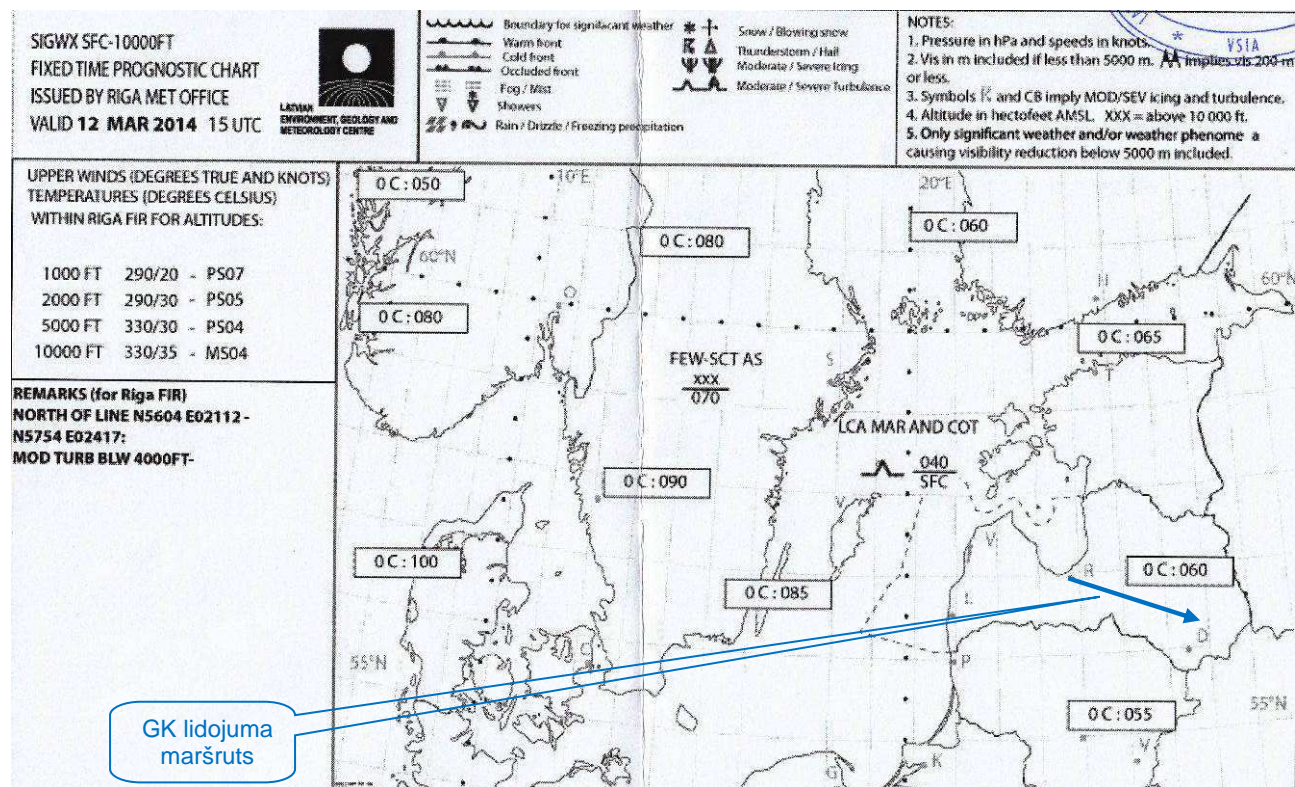 SIGWX SFC-10000FT
FIXED TIME PROGNOSTIC CHART
ISSUED BY RIGA MET OFFICE
VALID 12 MAR 2014 15 UTC
LATVIAN
ENVIRONMENT, GEOLOGY AND
METEOROLOGY CENTRE
Boundary for signifacant weather
Warm front
Cold front
Occluded front
Fog / Mist
Showers
Rain / Drizzle / Freezing precipitation
Snow / Blowing snow
Thunderstorm / Hail
Moderate / Severe Icing
Moderate / Severe Turbulence
NOTES:
1. Pressure in hPa and speeds in knots.
2. Vis in m included if less than 5000 m. implies vis 200 m
or less.
3. Symbols and CB imply MOD/SEV icing and turbulence.
4. Altitude in hectofeet AMSL. XXX = above 10 000 ft.
5. Only significant weather and/or weather phenome a
causing visibility reduction below 5000 m included.
VSIA
UPPER WINDS (DEGREES TRUE AND KNOTS)
TEMPERATURES (DEGREES CELSIUS)
WITHIN RIGA FIR FOR ALTITUDES:
1000 FT 290/20 - PS07
2000 FT 290/30 - PS05
5000 FT 330/30 - PS04
10000 FT 330/35 - MS04
REMARKS (for Riga FIR)
NORTH OF LINE N5604 E02112 -
N5754 E02417:
MOD TURB BLW 4000FT-
0 C : 050
10°E
20°E
0 C : 060
0 C : 080
60°N
60°N
H
O
0 C : 080
0 C : 065
FEW-SCT AS
XXX
070
S
T
LCA MAR AND COT
040
SFC
0 C : 090
V
V
0 C : 100
R
0 C : 060
0 C : 085
L
D
C
55°N
P
55°N
0 C : 055
GK lidojuma
maršruts
V
G
K